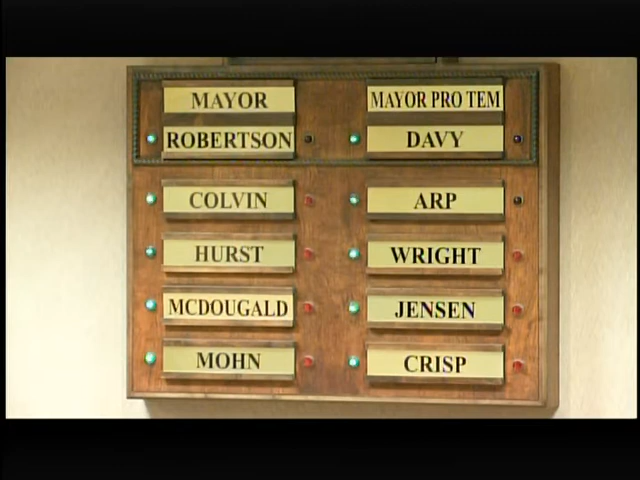 MAYOR
ROBERTSON
MAYOR PRO TEM
DAVY
COLVIN
ARP
HURST
WRIGHT
MCDOUGALD
JENSEN
MOHN
CRISP